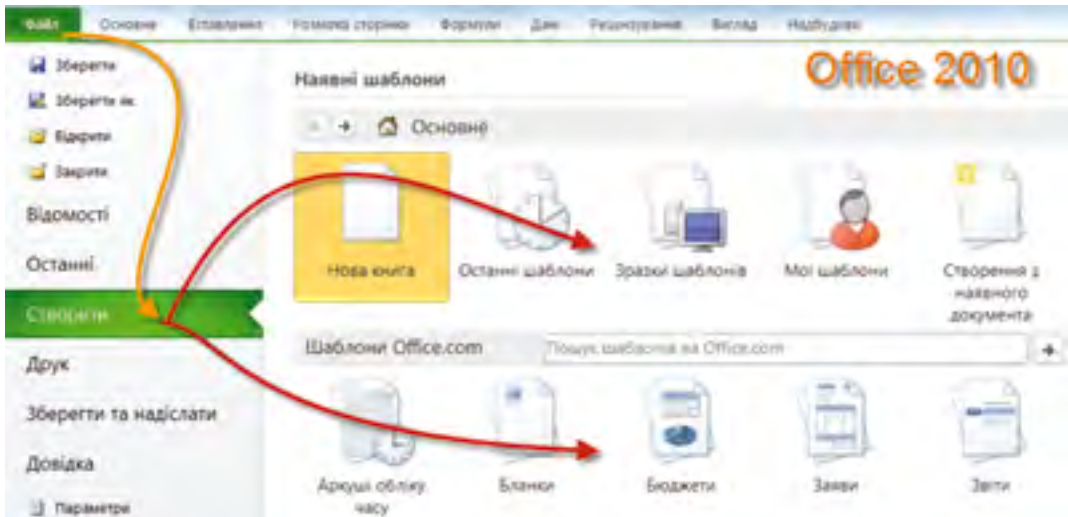 Файл Основне Вставлення Розмітка сторінки Формули Дані Рецензування Вигляд Надбудови
Office 2010
Зберегти
Зберегти як
Відкрити
Закрити
Відомості
Останні
Створити
Друк
Зберегти та надіслати
Довідка
Параметри
Наявні шаблони
Основне
Нова книга
Останні шаблони
Зразки шаблонів
Мої шаблони
Створення з
наявного
документа
Шаблони Office.com
Пошук шаблонів на Office.com
Аркуші обліку
часу
Бланки
Бюджети
Заяви
Звіти